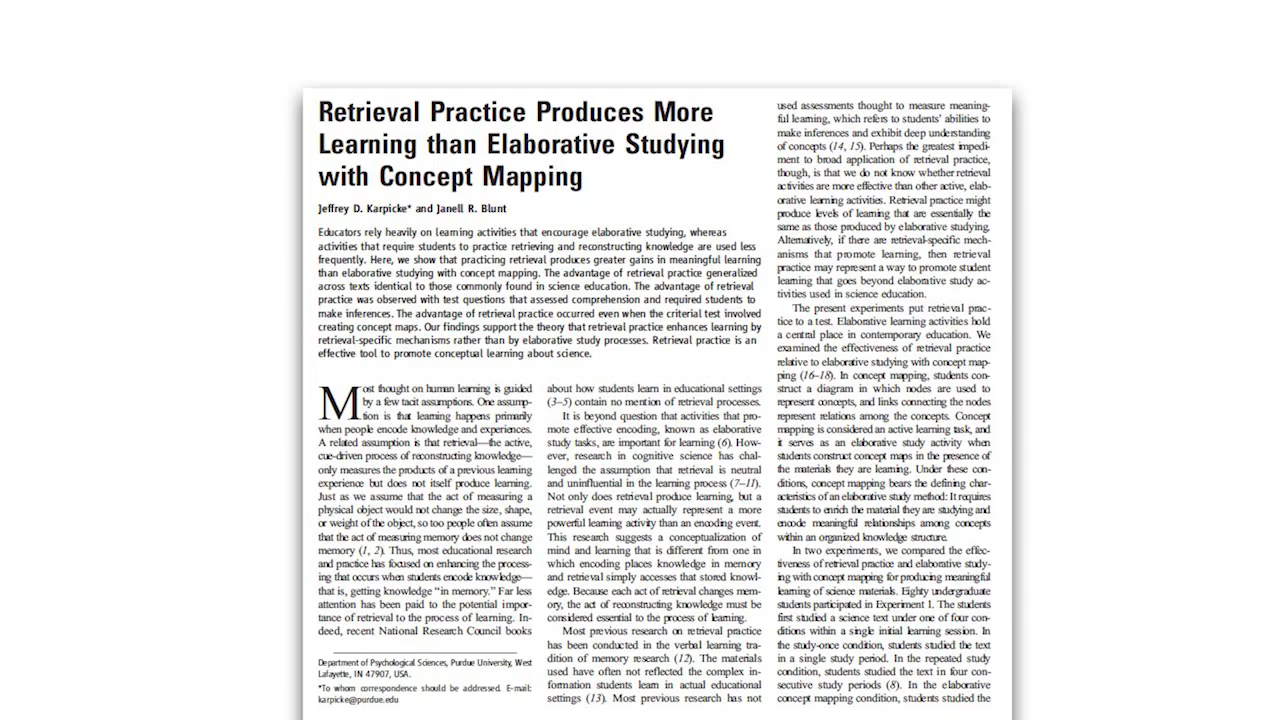 Retrieval Practice Produces More
Learning than Elaborative Studying
with Concept Mapping
Jeffrey D. Karpicke* and Janell R. Blunt
Educators rely heavily on learning activities that encourage elaborative studying, whereas
activities that require students to practice retrieving and reconstructing knowledge are used less
frequently. Here, we show that practicing retrieval produces greater gains in meaningful learning
than elaborative studying with concept mapping. The advantage of retrieval practice generalized
across texts identical to those commonly found in science education. The advantage of retrieval
practice was observed with test questions that assessed comprehension and required students to
make inferences. The advantage of retrieval practice occurred even when the criterial test involved
creating concept maps. Our findings support the theory that retrieval practice enhances learning by
retrieval-specific mechanisms rather than by elaborative study processes. Retrieval practice is an
effective tool to promote conceptual learning about science.
Most thought on human learning is guided
by a few tacit assumptions. One assump-
tion is that learning happens primarily
when people encode knowledge and experiences.
A related assumption is that retrieval—the active,
cue-driven process of reconstructing knowledge—
only measures the products of a previous learning
experience but does not itself produce learning.
Just as we assume that the act of measuring a
physical object would not change the size, shape,
or weight of the object, so too people often assume
that the act of measuring memory does not change
memory (1, 2). Thus, most educational research
and practice has focused on enhancing the process-
ing that occurs when students encode knowledge—
that is, getting knowledge “in memory.” Far less
attention has been paid to the potential impor-
tance of retrieval to the process of learning. In-
deed, recent National Research Council books
Department of Psychological Sciences, Purdue University, West
Lafayette, IN 47907, USA.
*To whom correspondence should be addressed. E-mail:
karpicke@purdue.edu
about how students learn in educational settings
(3–5) contain no mention of retrieval processes.
It is beyond question that activities that pro-
mote effective encoding, known as elaborative
study tasks, are important for learning (6). How-
ever, research in cognitive science has chal-
lenged the assumption that retrieval is neutral
and uninfluential in the learning process (7–11).
Not only does retrieval produce learning, but a
retrieval event may actually represent a more
powerful learning activity than an encoding event.
This research suggests a conceptualization of
mind and learning that is different from one in
which encoding places knowledge in memory
and retrieval simply accesses that stored knowl-
edge. Because each act of retrieval changes mem-
ory, the act of reconstructing knowledge must be
considered essential to the process of learning.
Most previous research on retrieval practice
has been conducted in the verbal learning tra-
dition of memory research (12). The materials
used have often not reflected the complex in-
formation students learn in actual educational
settings (13). Most previous research has not
used assessments thought to measure meaning-
ful learning, which refers to students’ abilities to
make inferences and exhibit deep understanding
of concepts (14, 15). Perhaps the greatest impedi-
ment to broad application of retrieval practice,
though, is that we do not know whether retrieval
activities are more effective than other active, elab-
orative learning activities. Retrieval practice might
produce levels of learning that are essentially the
same as those produced by elaborative studying.
Alternatively, if there are retrieval-specific mech-
anisms that promote learning, then retrieval
practice may represent a way to promote student
learning that goes beyond elaborative study ac-
tivities used in science education.
The present experiments put retrieval prac-
tice to a test. Elaborative learning activities hold
a central place in contemporary education. We
examined the effectiveness of retrieval practice
relative to elaborative studying with concept map-
ping (16–18). In concept mapping, students con-
struct a diagram in which nodes are used to
represent concepts, and links connecting the nodes
represent relations among the concepts. Concept
mapping is considered an active learning task, and
it serves as an elaborative study activity when
students construct concept maps in the presence of
the materials they are learning. Under these con-
ditions, concept mapping bears the defining char-
acteristics of an elaborative study method: It requires
students to enrich the material they are studying and
encode meaningful relationships among concepts
within an organized knowledge structure.
In two experiments, we compared the effec-
tiveness of retrieval practice and elaborative study-
ing with concept mapping for producing meaningful
learning of science materials. Eighty undergraduate
students participated in Experiment 1. The students
first studied a science text under one of four con-
ditions within a single initial learning session. In
the study-once condition, students studied the text
in a single study period. In the repeated study
condition, students studied the text in four con-
secutive study periods (8). In the elaborative
concept mapping condition, students studied the